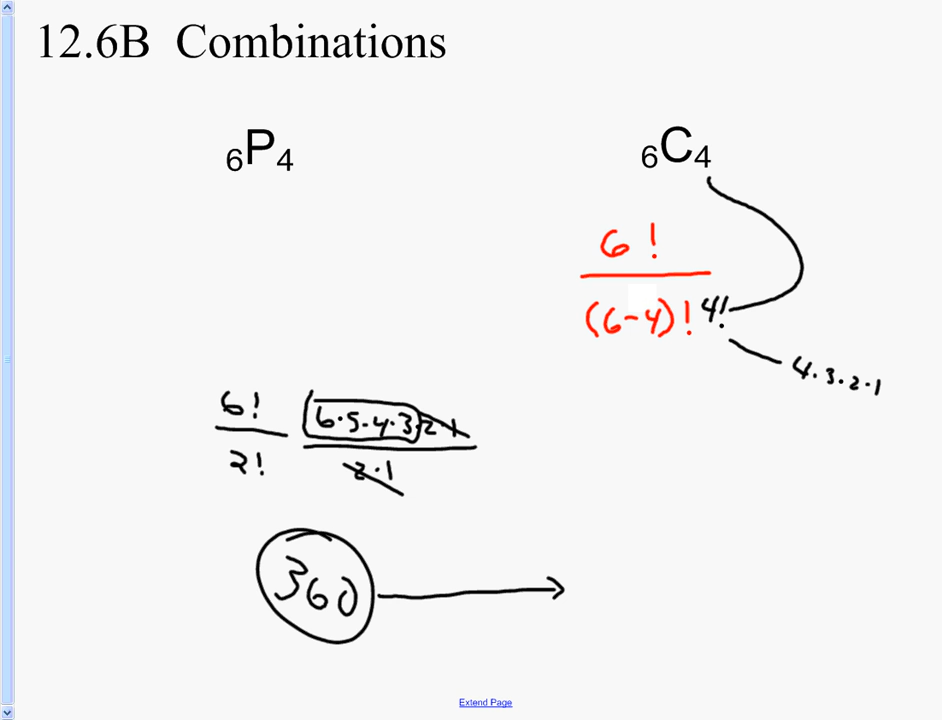 12.6B Combinations
₆P₄
₆C₄
6!
(6-4)! 4!
4·3·2·1
6!
2!
6·5·4·3·2·1
2·1
360
Extend Page